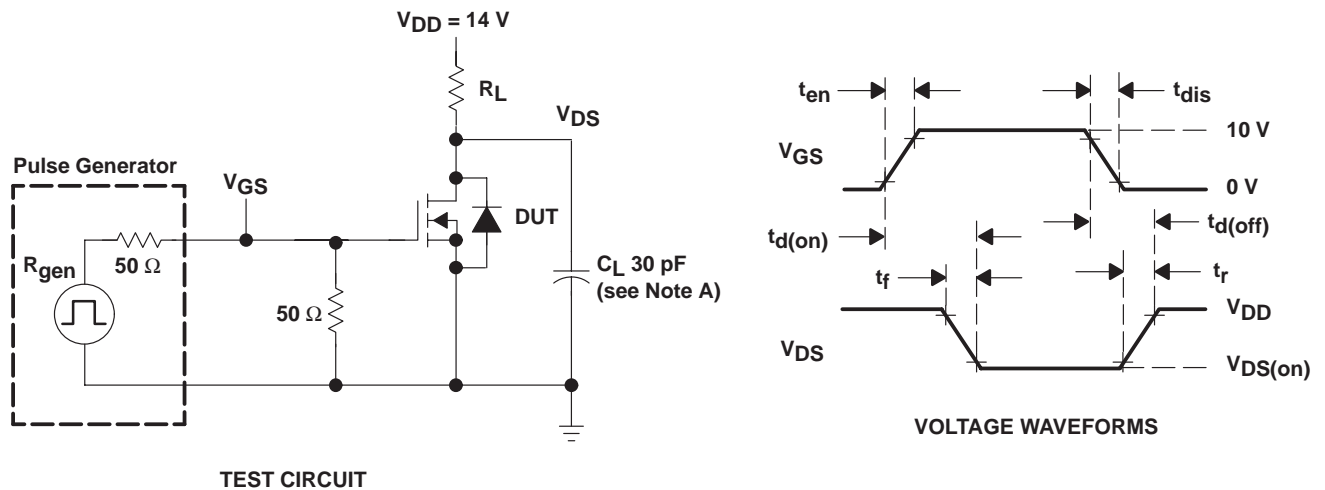 VDD = 14 V
RL
VDS
Pulse Generator
VGS
DUT
Rgen
50 Ω
50 Ω
CL 30 pF
(see Note A)
TEST CIRCUIT
ten
tdis
10 V
VGS
0 V
td(on)
td(off)
tf
tr
VDD
VDS
VDS(on)
VOLTAGE WAVEFORMS